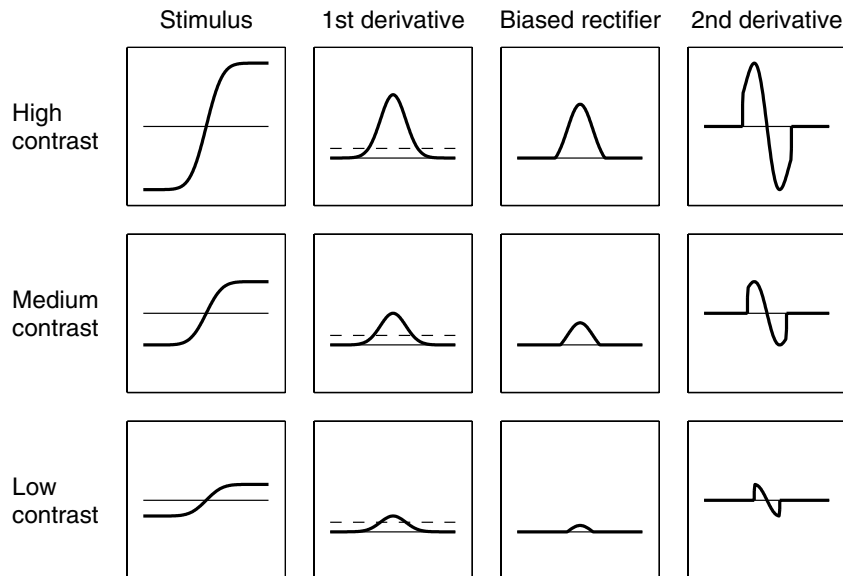 Stimulus
1st derivative
Biased rectifier
2nd derivative
High
contrast
Medium
contrast
Low
contrast